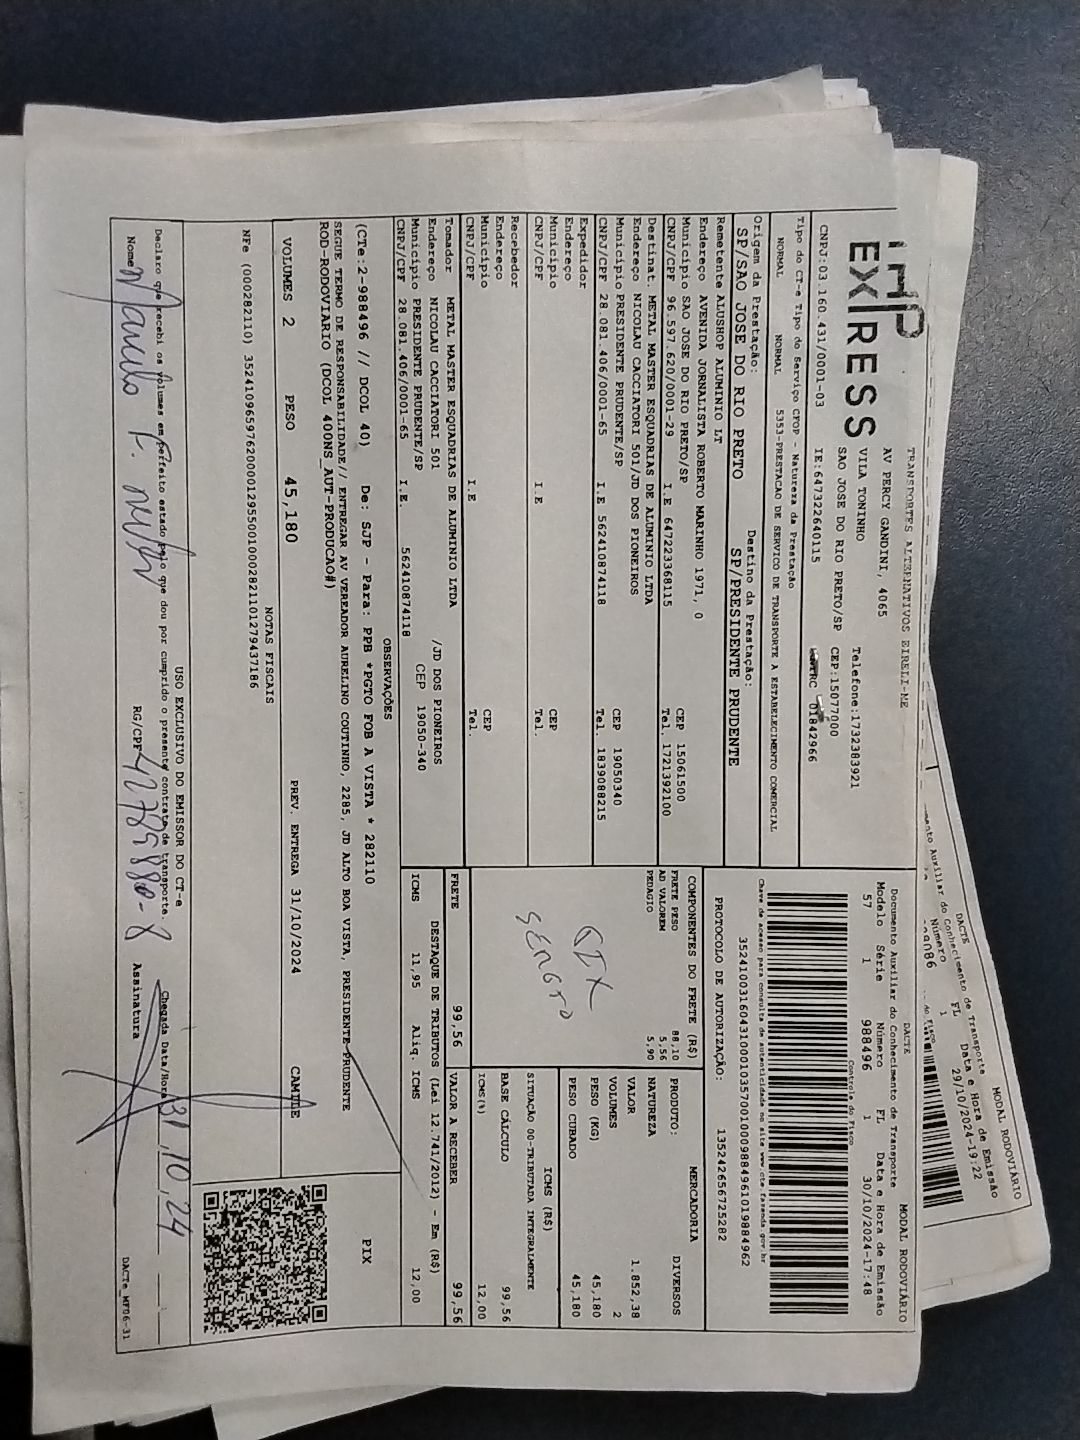 EXPRESS
TRANSPORTES ALTERNATIVOS EIRELI-ME
AV PERCY GANDINI, 4065
VILA TONINHO
SAO JOSE DO RIO PRETO/SP
Telefone:1732383921
CEP:15077000
CNPJ:03.160.431/0001-03
IE:647322640115
01842966
Tipo do CT-e Tipo do Serviço CFOP - Natureza da Prestação
NORMAL NORMAL 5353-PRESTACAO DE SERVICO DE TRANSPORTE A ESTABELECIMENTO COMERCIAL
Origem da Prestação: Destino da Prestação:
SP/SAO JOSE DO RIO PRETO SP/PRESIDENTE PRUDENTE
Remetente ALUSHOP ALUMINIO LT
Endereço AVENIDA JORNALISTA ROBERTO MARINHO 1971, 0
Município SAO JOSE DO RIO PRETO/SP CEP 15061500
CNPJ/CPF 96.597.620/0001-29 I.E 647223368115 Tel. 1721392100
Destinat. METAL MASTER ESQUADRIAS DE ALUMINIO LTDA
Endereço NICOLAU CACCIATORI 501/JD DOS PIONEIROS
Município PRESIDENTE PRUDENTE/SP CEP 19050340
CNPJ/CPF 28.081.406/0001-65 I.E 562410874118 Tel. 1839088215
Expedidor
Endereço
Município CEP
CNPJ/CPF I.E Tel.
Recebedor
Endereço
Município CEP
CNPJ/CPF I.E Tel.
Tomador METAL MASTER ESQUADRIAS DE ALUMINIO LTDA
Endereço NICOLAU CACCIATORI 501 /JD DOS PIONEIROS
Município PRESIDENTE PRUDENTE/SP CEP 19050-340
CNPJ/CPF 28.081.406/0001-65 I.E. 562410874118
OBSERVAÇÕES
(CTe:2-988496 // DCOL 40) De: SJP - Para: PPB *PGTO FOB A VISTA * 282110
SEGUE TERMO DE RESPONSABILIDADE// ENTREGAR AV VEREADOR AURELINO COUTINHO, 2285, JD ALTO BOA VISTA, PRESIDENTE PRUDENTE
ROD-RODOVIARIO (DCOL 400NS_AUT-PRODUCAO#)
VOLUMES 2 PESO 45,180 PREV. ENTREGA 31/10/2024 CAMILE
NOTAS FISCAIS
NFe (000282110) 35241096597620000129550010002821101279437186
DACTE MODAL RODOVIÁRIO
Documento Auxiliar do Conhecimento de Transporte
Modelo Série Número FL Data e Hora de Emissão
57 1 988496 1 30/10/2024-17:48
Controle do Fisco
Chave de acesso para consulta de autenticidade no site www.cte.fazenda.gov.br
35241003160431000103570010009884961019884962
PROTOCOLO DE AUTORIZAÇÃO: 135242656725282
COMPONENTES DO FRETE (R$)
FRETE PESO 88,10
AD VALOREM 5,56
PEDAGIO 5,90
PIX
MERCADORIA
PRODUTO: DIVERSOS
NATUREZA
VALOR 1.852,38
VOLUMES 2
PESO (KG) 45,180
PESO CUBADO 45,180
ICMS (R$)
SITUAÇÃO 00-TRIBUTADA INTEGRALMENTE
BASE CÁLCULO 99,56
ICMS(%) 12,00
FRETE 99,56 VALOR A RECEBER 99,56
DESTAQUE DE TRIBUTOS (Lei 12.741/2012) - Em (R$)
ICMS 11,95 Aliq. ICMS 12,00
PIX
USO EXCLUSIVO DO EMISSOR DO CT-e
Declaro que recebi os volumes em perfeito estado pelo que dou por cumprido o presente contrato de transporte.
Chegada Data/Hora 31,10,24
Nome Marcelo F. RG/CPF Assinatura
DACTe_MF06-31
MODAL RODOVIÁRIO
DACTE
Conhecimento de Transporte
Número FL Data e Hora de Emissão
1 29/10/2024-19:22